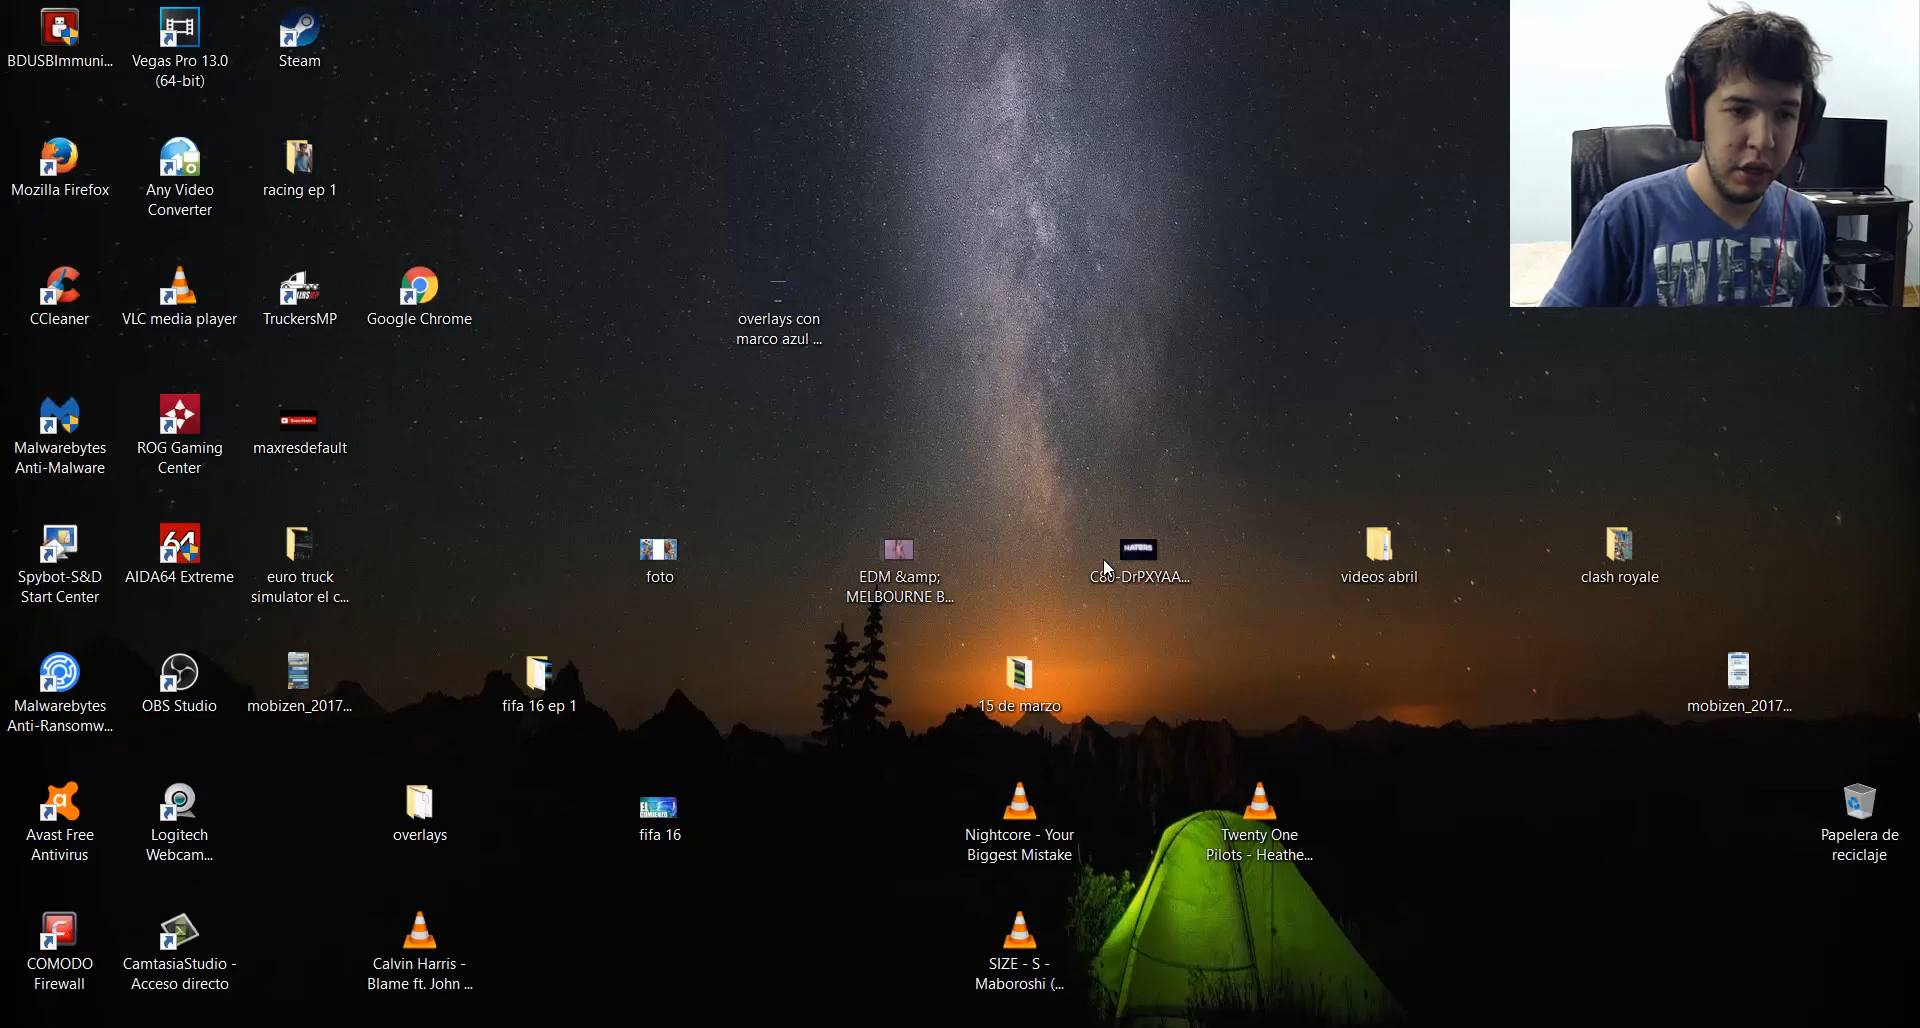 BDUSBImmuni...
Vegas Pro 13.0
(64-bit)
Steam
Mozilla Firefox
Any Video
Converter
racing ep 1
CCleaner
VLC media player
TruckersMP
Google Chrome
overlays con
marco azul ...
Malwarebytes
Anti-Malware
ROG Gaming
Center
maxresdefault
Spybot-S&D
Start Center
64
AIDA64 Extreme
euro truck
simulator el c...
foto
EDM &amp;
MELBOURNE B...
HATERS
C80-DrPXYAA...
videos abril
clash royale
Malwarebytes
Anti-Ransomw...
OBS Studio
mobizen_2017...
fifa 16 ep 1
15 de marzo
mobizen_2017...
Avast Free
Antivirus
Logitech
Webcam...
overlays
EL
COMIENZO
fifa 16
Nightcore - Your
Biggest Mistake
Twenty One
Pilots - Heathe...
Papelera de
reciclaje
COMODO
Firewall
CamtasiaStudio -
Acceso directo
Calvin Harris -
Blame ft. John ...
SIZE - S -
Maboroshi (...